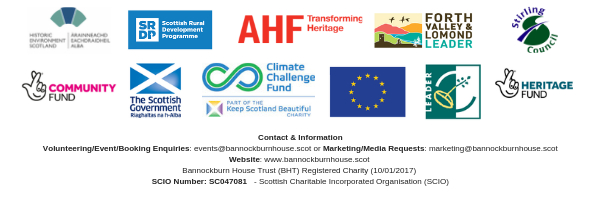 HISTORIC ENVIRONMENT SCOTLAND
ÀRAINNEACHD EACHDRAIDHEIL ALBA
SR DP Scottish Rural Development Programme
AHF Transforming Heritage
FORTH VALLEY & LOMOND LEADER
Stirling Council
COMMUNITY FUND
The Scottish Government
Riaghaltas na h-Alba
Climate Challenge Fund
PART OF THE
Keep Scotland Beautiful
CHARITY
LEADER
HERITAGE FUND
Contact & Information
Volunteering/Event/Booking Enquiries: events@bannockburnhouse.scot or Marketing/Media Requests: marketing@bannockburnhouse.scot
Website: www.bannockburnhouse.scot
Bannockburn House Trust (BHT) Registered Charity (10/01/2017)
SCIO Number: SC047081 - Scottish Charitable Incorporated Organisation (SCIO)